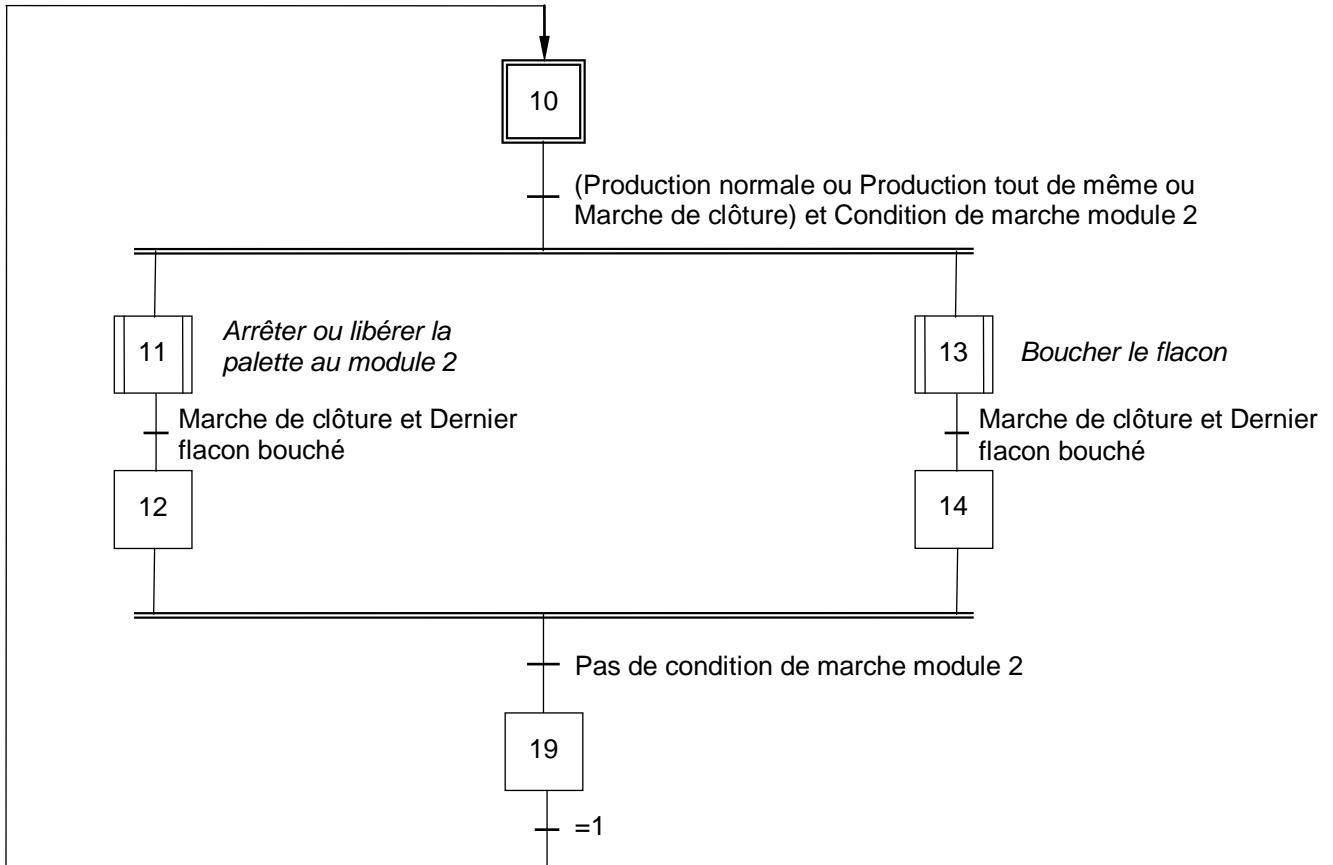 10
(Production normale ou Production tout de même ou
Marche de clôture) et Condition de marche module 2
11
Arrêter ou libérer la
palette au module 2
13
Boucher le flacon
Marche de clôture et Dernier
flacon bouché
Marche de clôture et Dernier
flacon bouché
12
14
Pas de condition de marche module 2
19
=1